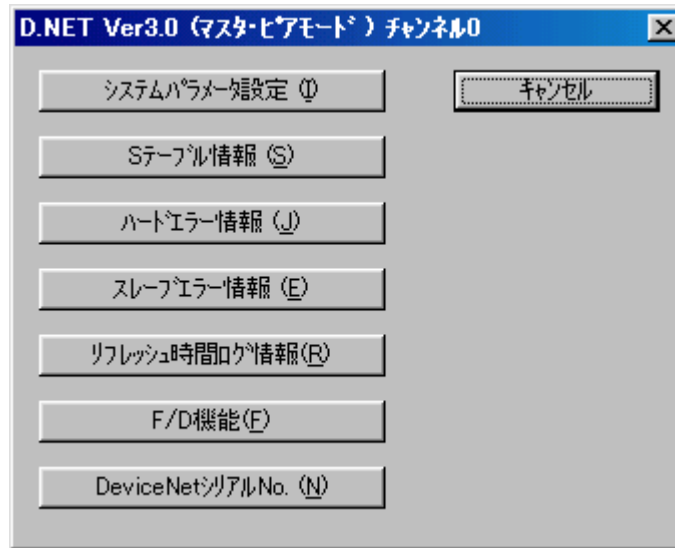 D.NET Ver3.0 (ﾏｽﾀ･ﾋﾟｱﾓｰﾄﾞ) ﾁｬﾝﾈﾙ0
ｼｽﾃﾑﾊﾟﾗﾒｰﾀ設定 (I)
ｷｬﾝｾﾙ
Sﾃｰﾌﾞﾙ情報 (S)
ﾊｰﾄﾞｴﾗｰ情報 (J)
ｽﾚｰﾌﾞｴﾗｰ情報 (E)
ﾘﾌﾚｯｼｭ時間ﾛｸﾞ情報(R)
F/D機能(F)
DeviceNetｼﾘｱﾙNo. (N)